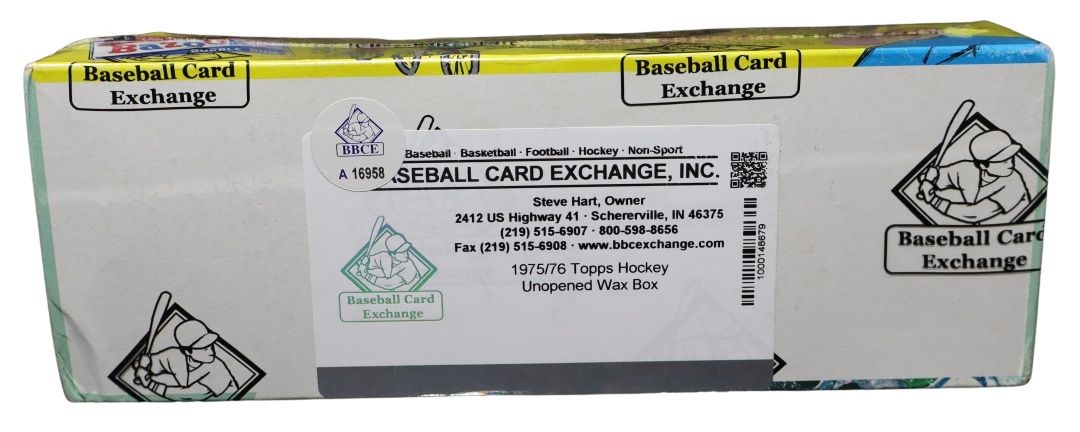 Baz
Baseball Card
Exchange
Baseball Card
Exchange
BBCE
A 16958
Baseball · Basketball · Football · Hockey · Non-Sport
ASEBALL CARD EXCHANGE, INC.
Steve Hart, Owner
2412 US Highway 41 · Schererville, IN 46375
(219) 515-6907 · 800-598-8656
Fax (219) 515-6908 · www.bbcexchange.com
1975/76 Topps Hockey
Unopened Wax Box
1000148679
Baseball Card
Exchange
Baseball Card
Exchange